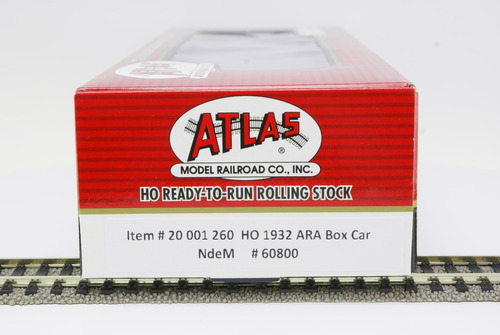 ATLAS
®
MODEL RAILROAD CO., INC.
HO READY-TO-RUN ROLLING STOCK
Item # 20 001 260 HO 1932 ARA Box Car
NdeM # 60800